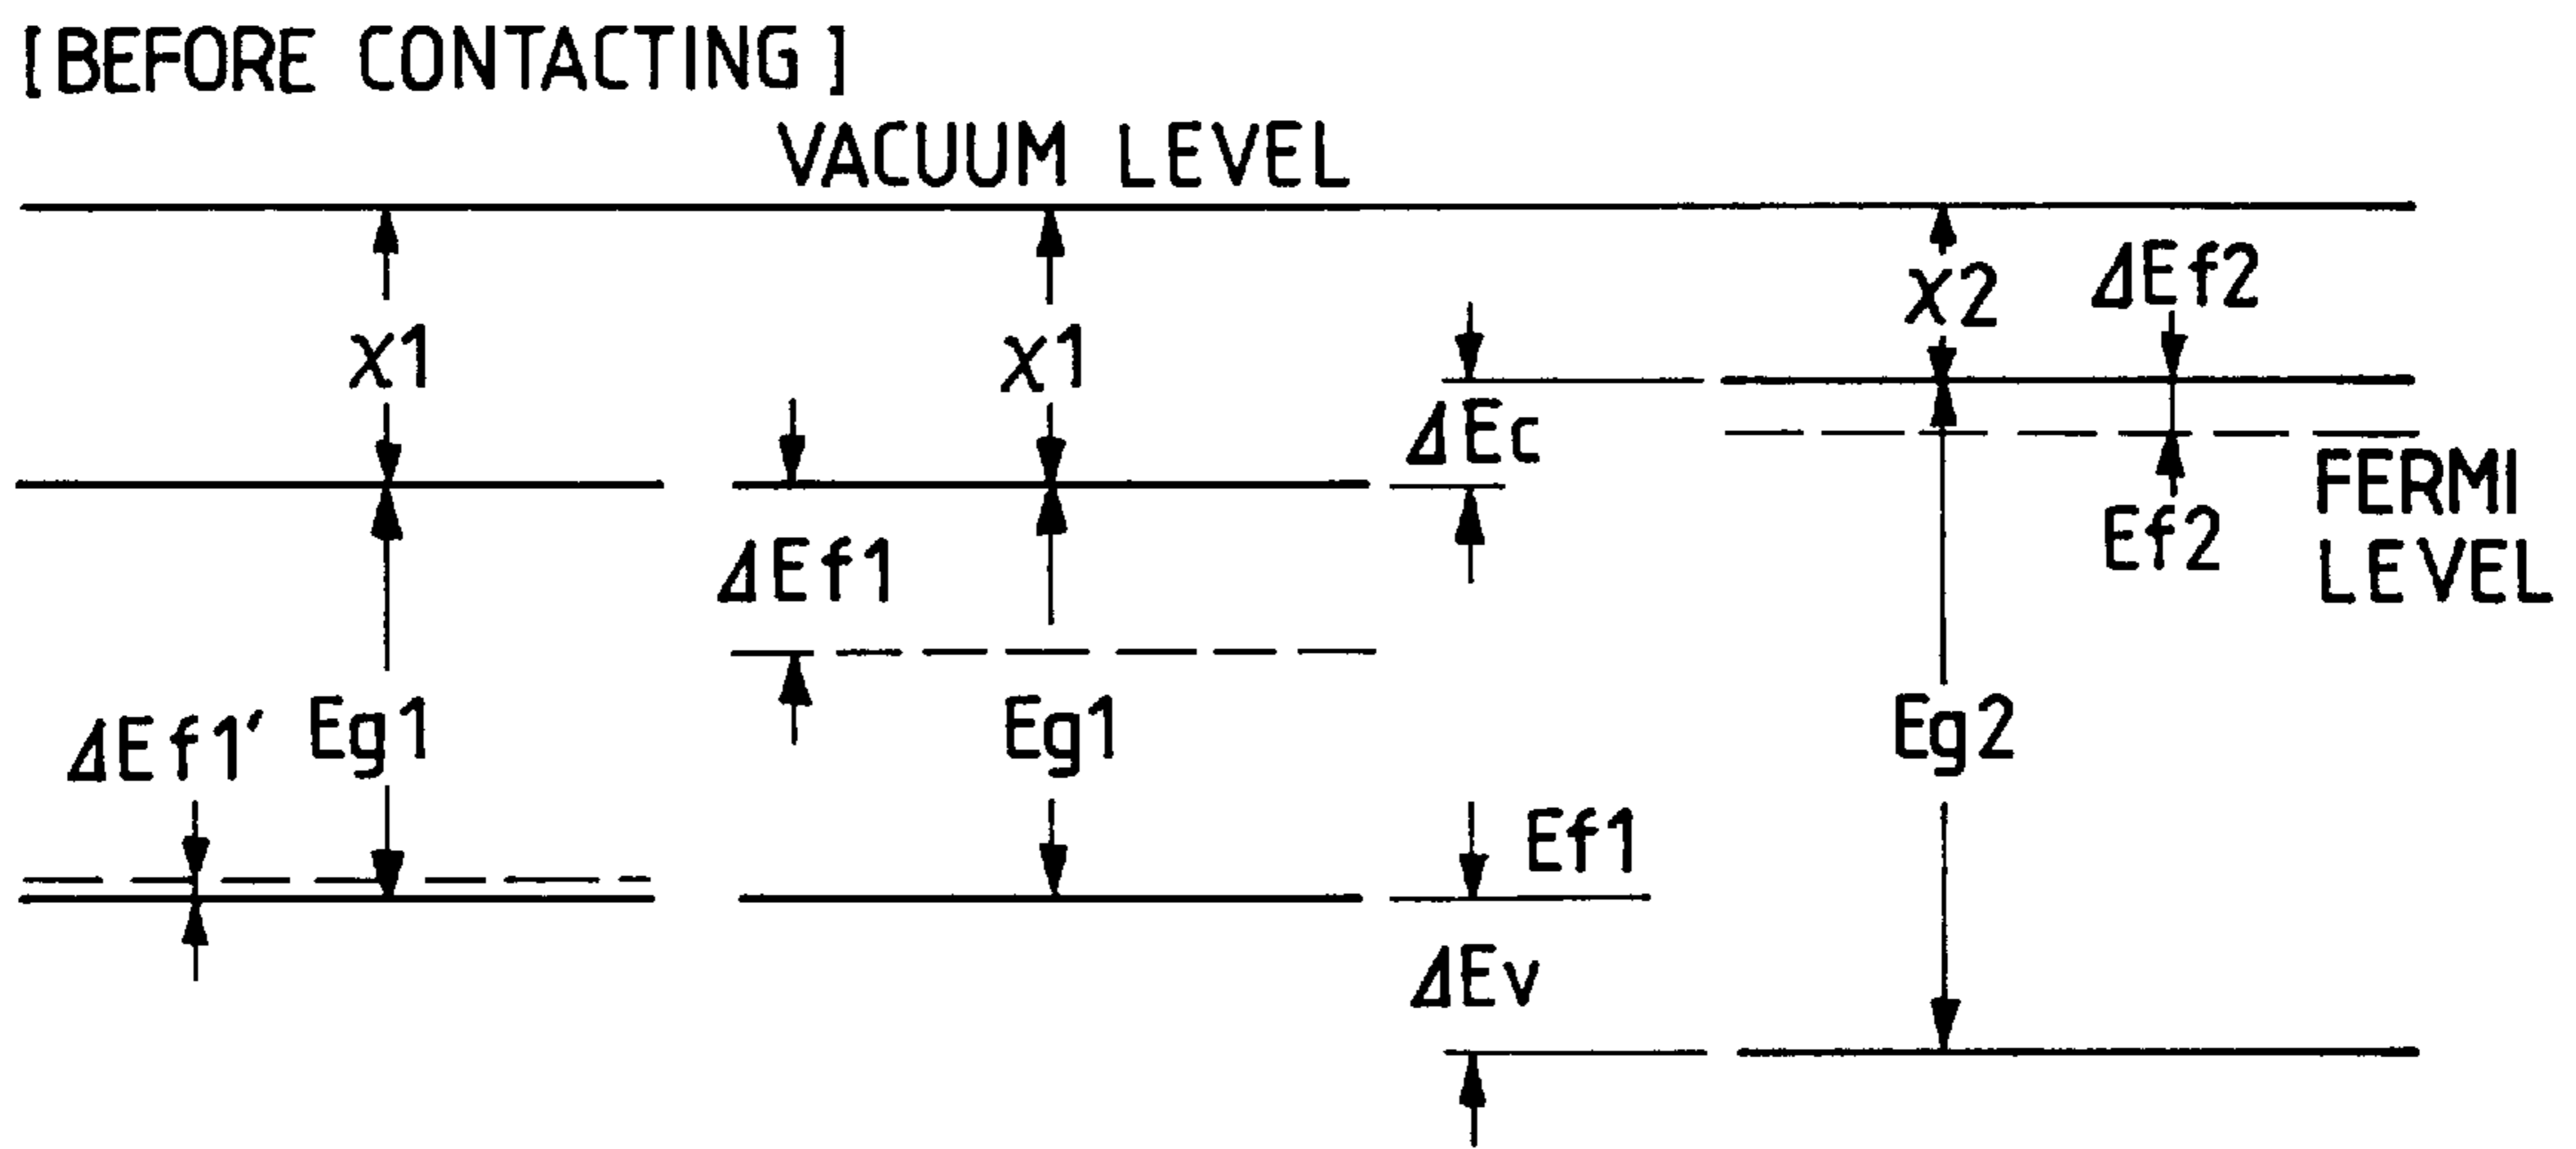 [BEFORE CONTACTING]
VACUUM LEVEL
χ1
χ1
χ2
ΔEf2
ΔEc
FERMI
LEVEL
Ef2
ΔEf1
ΔEf1′
Eg1
Eg1
Eg2
Ef1
ΔEv